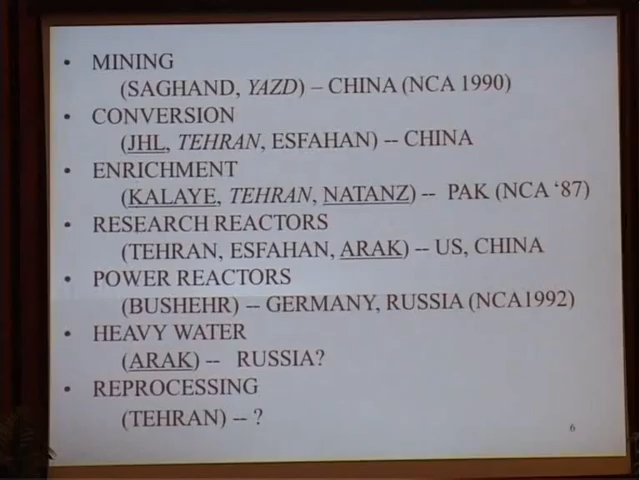 • MINING
(SAGHAND, YAZD) – CHINA (NCA 1990)
• CONVERSION
(JHL, TEHRAN, ESFAHAN) -- CHINA
• ENRICHMENT
(KALAYE, TEHRAN, NATANZ) -- PAK (NCA ‘87)
• RESEARCH REACTORS
(TEHRAN, ESFAHAN, ARAK) -- US, CHINA
• POWER REACTORS
(BUSHEHR) -- GERMANY, RUSSIA (NCA1992)
• HEAVY WATER
(ARAK) -- RUSSIA?
• REPROCESSING
(TEHRAN) -- ?
6